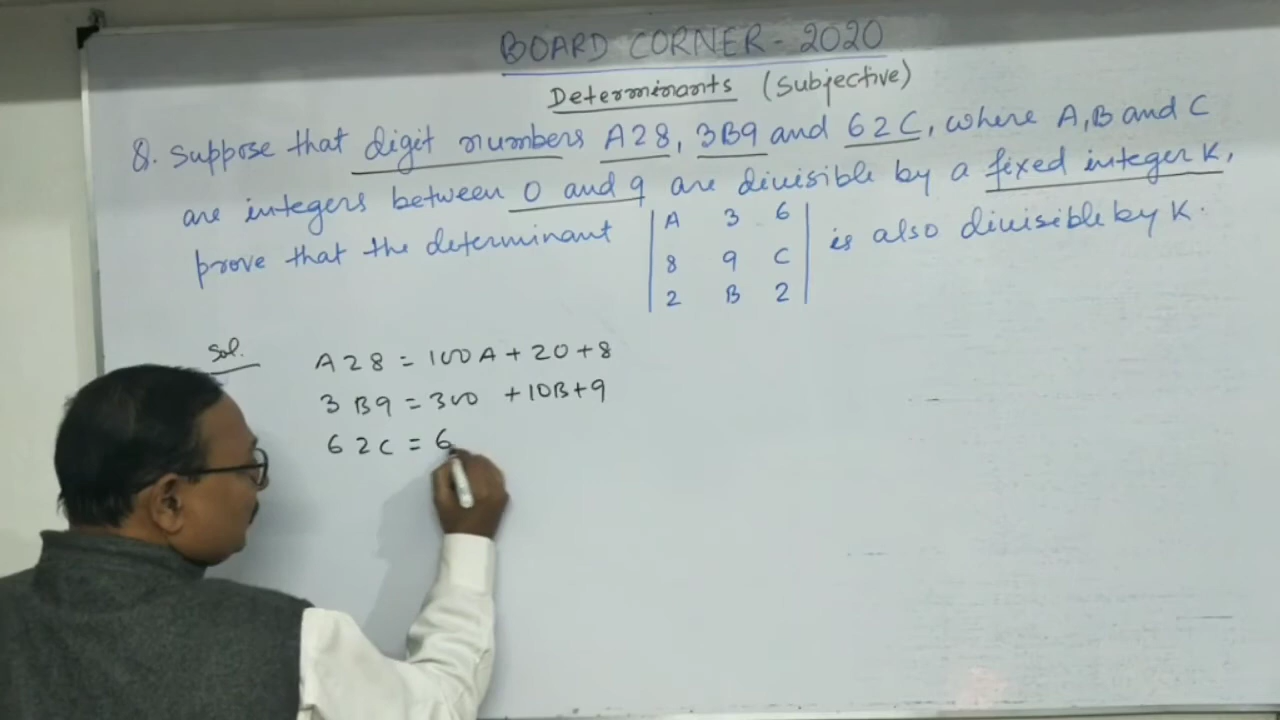 BOARD CORNER - 2020
Determinants (Subjective)
Q. Suppose that digit numbers A28, 3B9 and 62C, where A, B and C
are integers between 0 and 9 are divisible by a fixed integer K,
prove that the determinant | A 3 6 | is also divisible by K.
| 8 9 C |
| 2 B 2 |
Sol.
A28 = 100A + 20 + 8
3B9 = 300 + 10B + 9
62C = 6